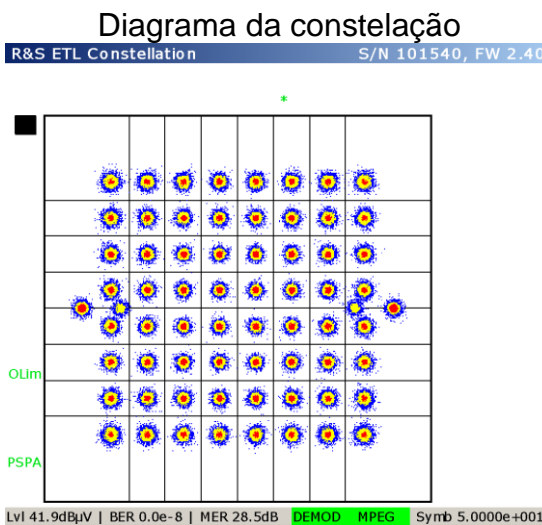 Diagrama da constelação
R&S ETL Constellation S/N 101540, FW 2.40
*
OLim
PSPA
Lvl 41.9dBµV | BER 0.0e-8 | MER 28.5dB DEMOD MPEG Symb 5.0000e+001